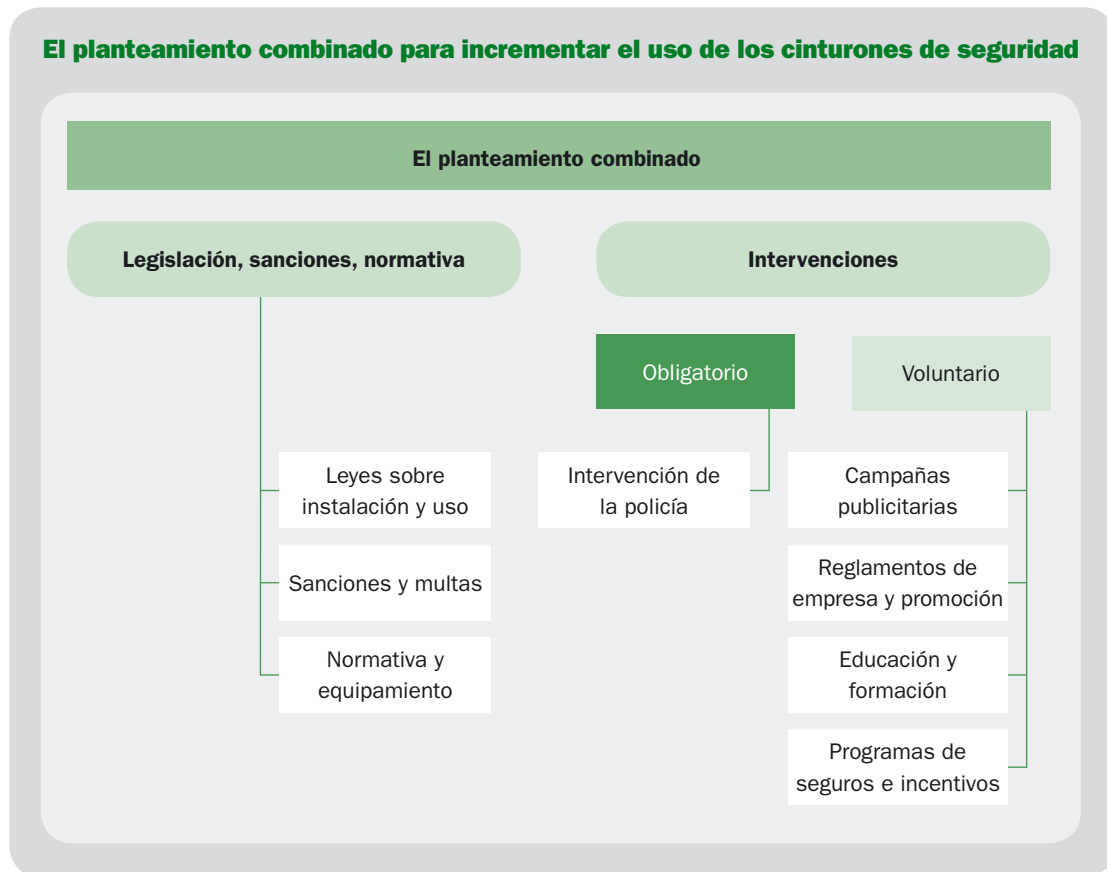 El planteamiento combinado para incrementar el uso de los cinturones de seguridad
El planteamiento combinado
Legislación, sanciones, normativa
Leyes sobre
instalación y uso
Sanciones y multas
Normativa y
equipamiento
Intervenciones
Obligatorio
Intervención de
la policía
Voluntario
Campañas
publicitarias
Reglamentos de
empresa y promoción
Educación y
formación
Programas de
seguros e incentivos